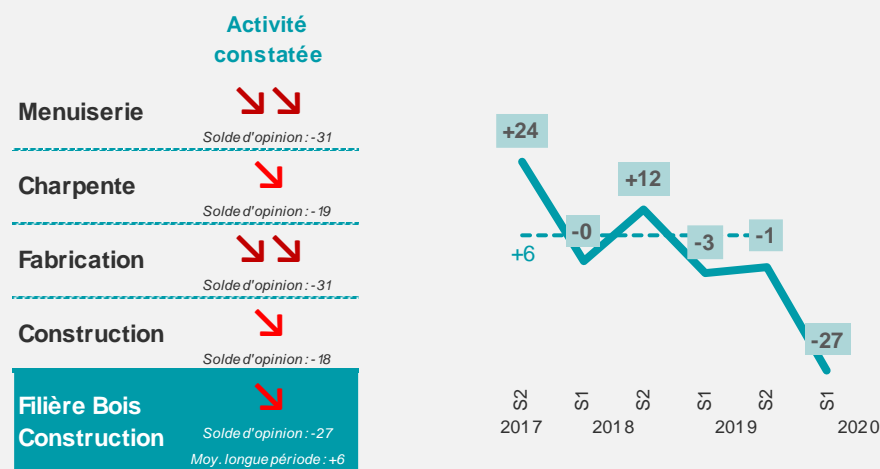 Activité
constatée
Menuiserie
Solde d'opinion : -31
Charpente
Solde d'opinion : -19
Fabrication
Solde d'opinion : -31
Construction
Solde d'opinion : -18
Filière Bois
Construction
Solde d'opinion : -27
Moy. longue période : +6
+24
-0
+12
-3
-1
-27
+6
S2 S1 S2 S1 S2 S1
2017 2018 2019 2020